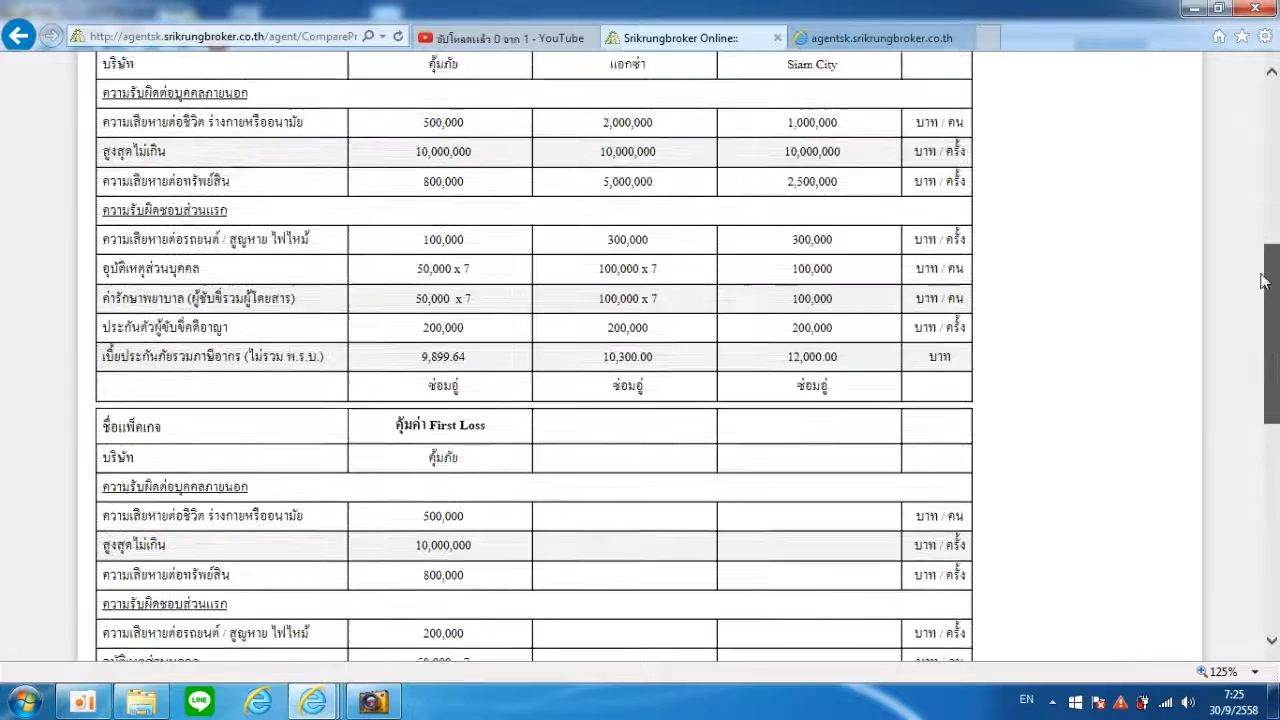 http://agentsk.srikrungbroker.co.th/agent/ComparePr
อัปโหลดแล้ว 0 จาก 1 - YouTube
Srikrungbroker Online::
agentsk.srikrungbroker.co.th
บริษัท คุ้มภัย แอกซ่า Siam City
ความรับผิดต่อบุคคลภายนอก
ความเสียหายต่อชีวิต ร่างกายหรืออนามัย 500,000 2,000,000 1,000,000 บาท / คน
สูงสุดไม่เกิน 10,000,000 10,000,000 10,000,000 บาท / ครั้ง
ความเสียหายต่อทรัพย์สิน 800,000 5,000,000 2,500,000 บาท / ครั้ง
ความรับผิดชอบส่วนแรก
ความเสียหายต่อรถยนต์ / สูญหาย ไฟไหม้ 100,000 300,000 300,000 บาท / ครั้ง
อุบัติเหตุส่วนบุคคล 50,000 x 7 100,000 x 7 100,000 บาท / คน
ค่ารักษาพยาบาล (ผู้ขับขี่รวมผู้โดยสาร) 50,000 x 7 100,000 x 7 100,000 บาท / คน
ประกันตัวผู้ขับขี่คดีอาญา 200,000 200,000 200,000 บาท / ครั้ง
เบี้ยประกันภัยรวมภาษีอากร (ไม่รวม พ.ร.บ.) 9,899.64 10,300.00 12,000.00 บาท
ซ่อมอู่ ซ่อมอู่ ซ่อมอู่
ชื่อแพ็คเกจ คุ้มค่า First Loss
บริษัท คุ้มภัย
ความรับผิดต่อบุคคลภายนอก
ความเสียหายต่อชีวิต ร่างกายหรืออนามัย 500,000 บาท / คน
สูงสุดไม่เกิน 10,000,000 บาท / ครั้ง
ความเสียหายต่อทรัพย์สิน 800,000 บาท / ครั้ง
ความรับผิดชอบส่วนแรก
ความเสียหายต่อรถยนต์ / สูญหาย ไฟไหม้ 200,000 บาท / ครั้ง
125%
LINE
EN
7:25
30/9/2558